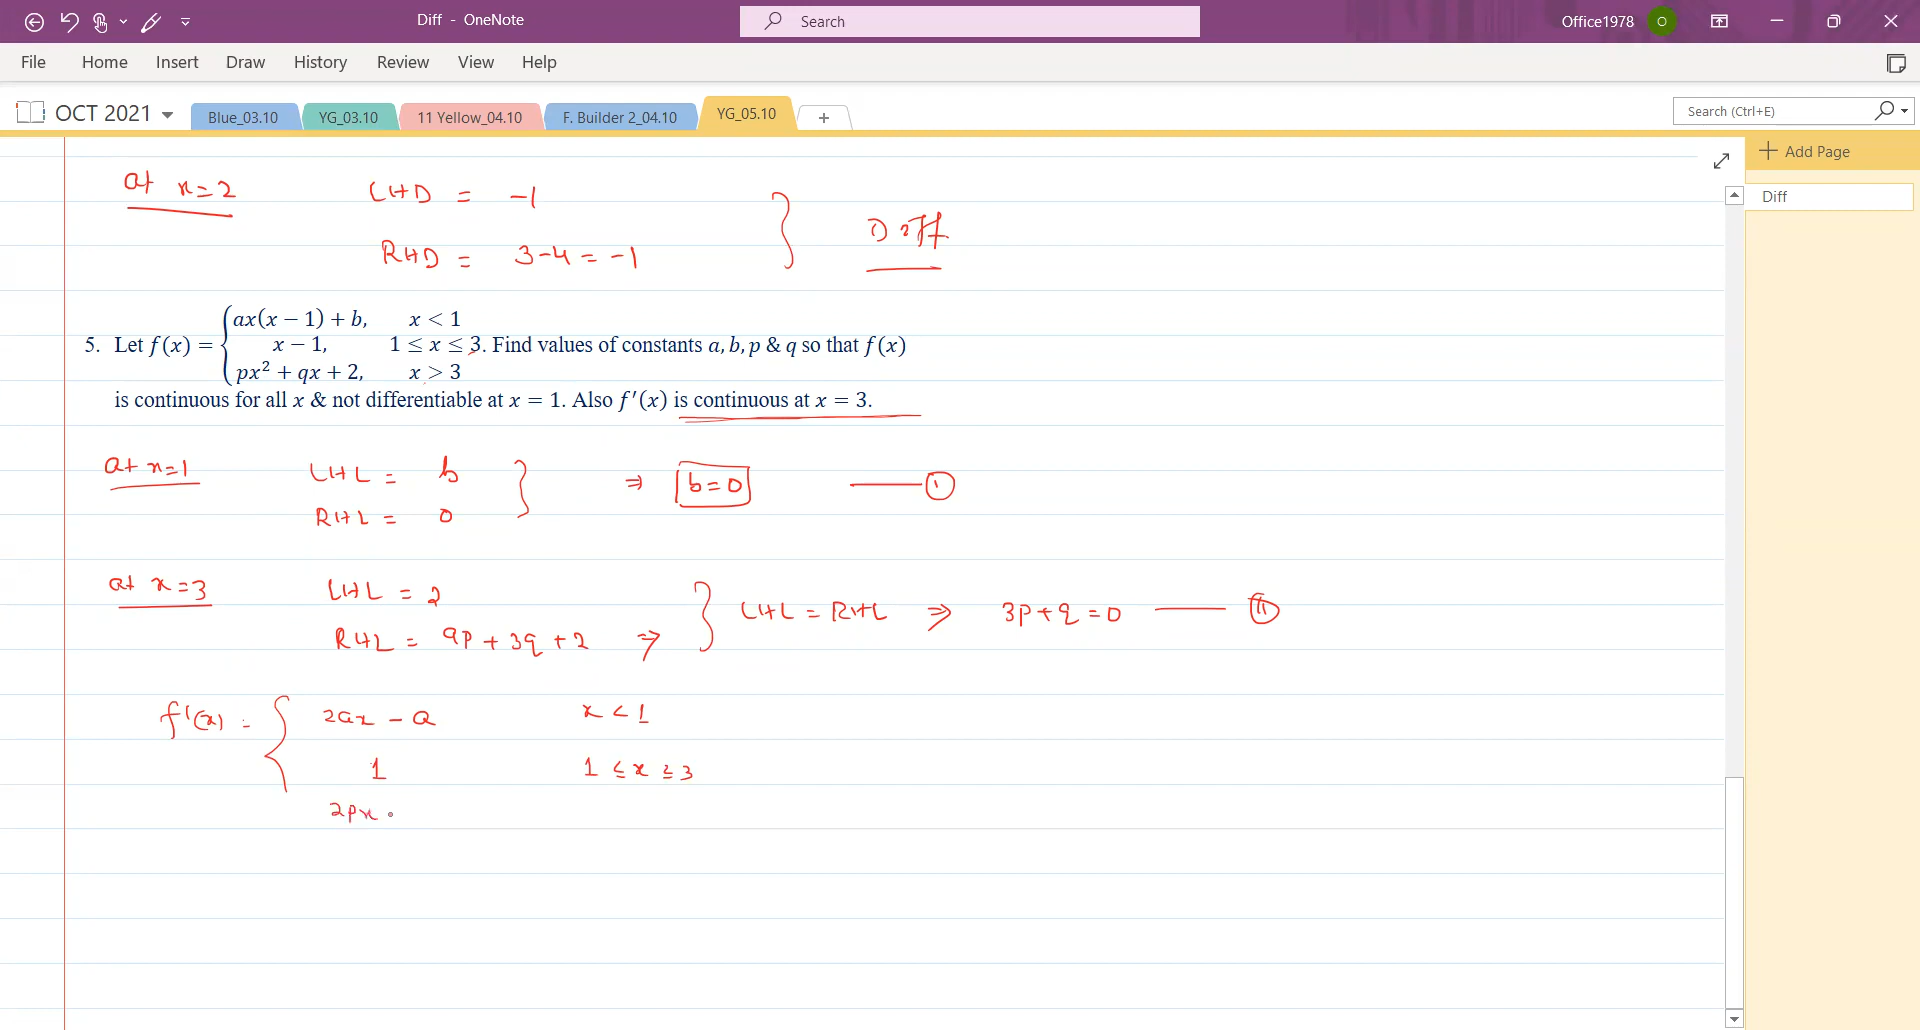 Diff - OneNote
Search
Office1978
O
File Home Insert Draw History Review View Help
OCT 2021
Blue_03.10
YG_03.10
11 Yellow_04.10
F. Builder 2_04.10
YG_05.10
+
Search (Ctrl+E)
+ Add Page
Diff
at x=2 LHD = -1
RHD = 3-4 = -1 } Diff
5. Let f(x) = { ax(x − 1) + b, x < 1
x − 1, 1 ≤ x ≤ 3. Find values of constants a, b, p & q so that f(x)
px² + qx + 2, x > 3
is continuous for all x & not differentiable at x = 1. Also f′(x) is continuous at x = 3.
at x=1 LHL = b } ⇒ b=0 —— ①
RHL = 0
at x=3 LHL = 2
RHL = 9p + 3q + 2 ⇒ } LHL = RHL ⇒ 3p+q=0 —— ⑪
f'(x) = { 2ax - a x < 1
1 1 ≤ x ≥ 3
2px